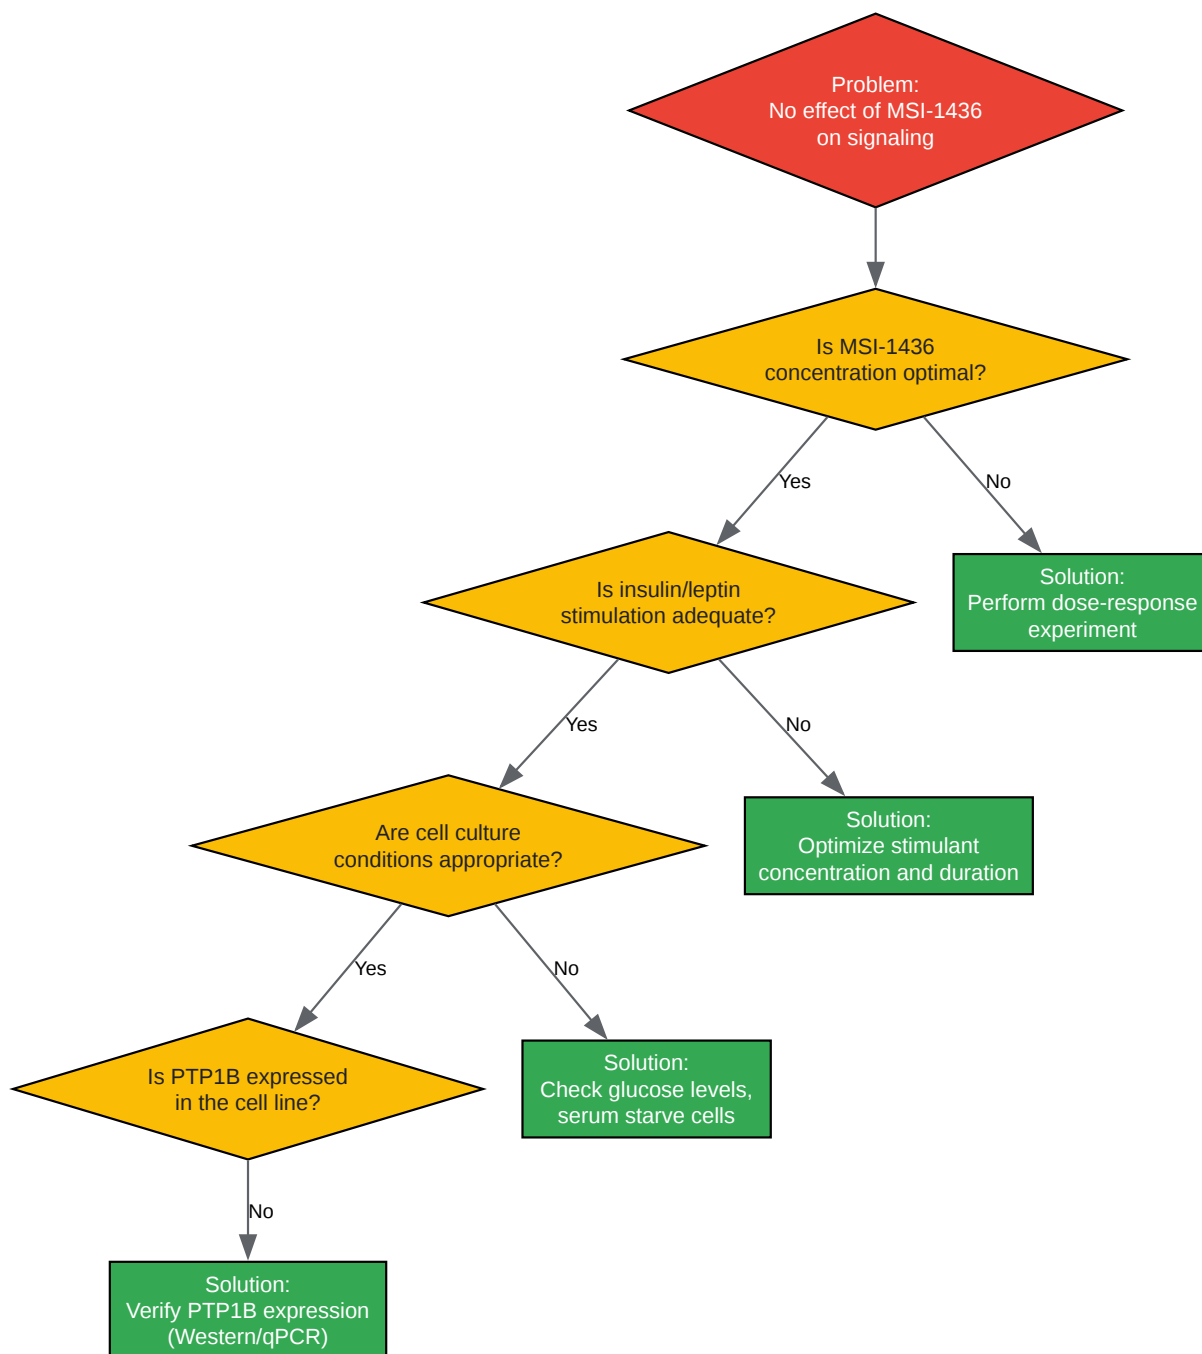 Problem:
No effect of MSI-1436
on signaling
Is MSI-1436
concentration optimal?
Yes
No
Is insulin/leptin
stimulation adequate?
Solution:
Perform dose-response
experiment
Yes
No
Are cell culture
conditions appropriate?
Solution:
Optimize stimulant
concentration and duration
Yes
No
Is PTP1B expressed
in the cell line?
Solution:
Check glucose levels,
serum starve cells
No
Solution:
Verify PTP1B expression
(Western/qPCR)